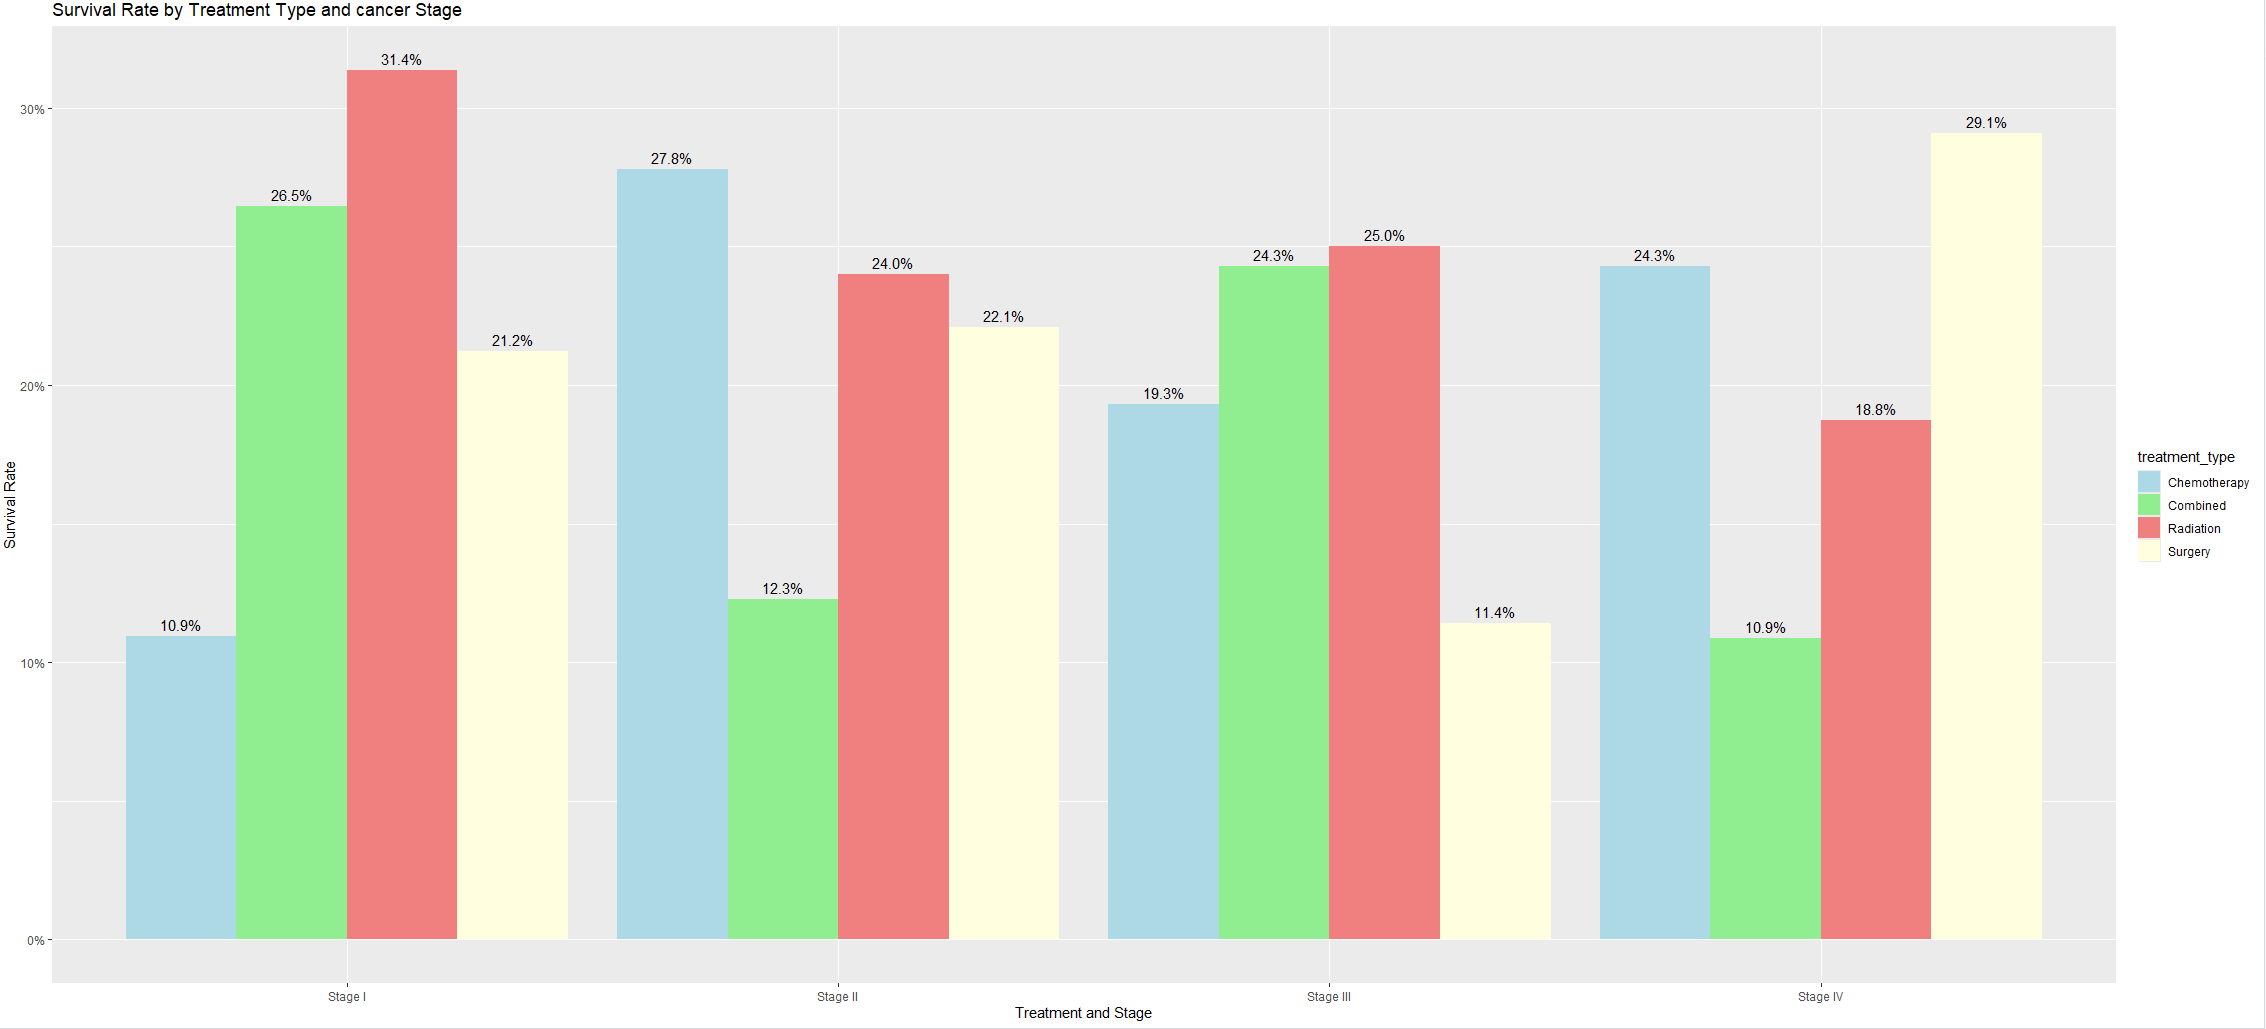 Survival Rate by Treatment Type and cancer Stage
31.4%
30%
29.1%
27.8%
26.5%
25.0%
24.3%
24.3%
24.0%
22.1%
21.2%
20%
19.3%
18.8%
12.3%
11.4%
10.9%
10.9%
10%
0%
Survival Rate
Stage I
Stage II
Stage III
Stage IV
Treatment and Stage
treatment_type
Chemotherapy
Combined
Radiation
Surgery